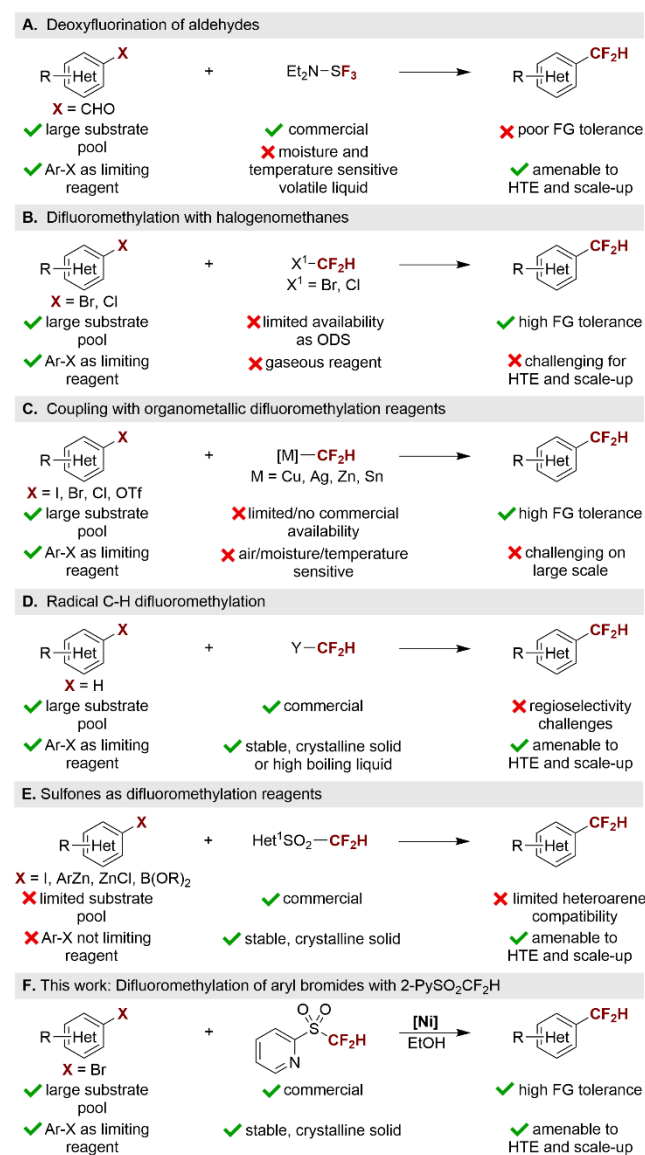 A. Deoxyfluorination of aldehydes
X
CF₂H
R
Het
+
Et₂N–SF₃
R
Het
X = CHO
large substrate
pool
commercial
poor FG tolerance
Ar-X as limiting
reagent
moisture and
temperature sensitive
volatile liquid
amenable to
HTE and scale-up
B. Difluoromethylation with halogenomethanes
X
CF₂H
R
Het
+
X¹–CF₂H
R
Het
X¹ = Br, Cl
X = Br, Cl
large substrate
pool
limited availability
as ODS
high FG tolerance
Ar-X as limiting
reagent
gaseous reagent
challenging for
HTE and scale-up
C. Coupling with organometallic difluoromethylation reagents
X
CF₂H
R
Het
+
[M]—CF₂H
R
Het
M = Cu, Ag, Zn, Sn
X = I, Br, Cl, OTf
large substrate
pool
limited/no commercial
availability
high FG tolerance
Ar-X as limiting
reagent
air/moisture/temperature
sensitive
challenging on
large scale
D. Radical C-H difluoromethylation
X
CF₂H
R
Het
+
Y—CF₂H
R
Het
X = H
large substrate
pool
commercial
regioselectivity
challenges
Ar-X as limiting
reagent
stable, crystalline solid
or high boiling liquid
amenable to
HTE and scale-up
E. Sulfones as difluoromethylation reagents
X
CF₂H
R
Het
+
Het¹SO₂—CF₂H
R
Het
X = I, ArZn, ZnCl, B(OR)₂
limited substrate
pool
commercial
limited heteroarene
compatibility
Ar-X not limiting
reagent
stable, crystalline solid
amenable to
HTE and scale-up
F. This work: Difluoromethylation of aryl bromides with 2-PySO₂CF₂H
X
O O
S
CF₂H
N
[Ni]
EtOH
CF₂H
R
Het
+
R
Het
X = Br
large substrate
pool
commercial
high FG tolerance
Ar-X as limiting
reagent
stable, crystalline solid
amenable to
HTE and scale-up